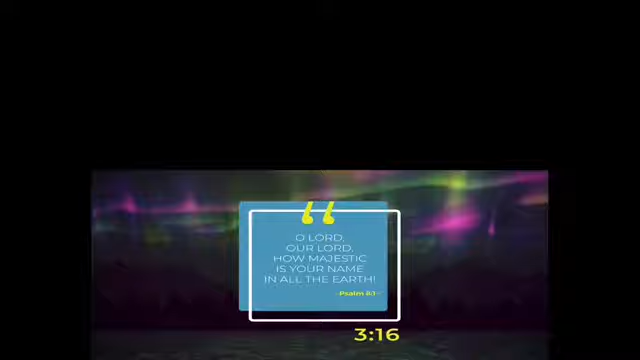 “
O LORD,
OUR LORD,
HOW MAJESTIC
IS YOUR NAME
IN ALL THE EARTH!
-Psalm 8:1-
3:16